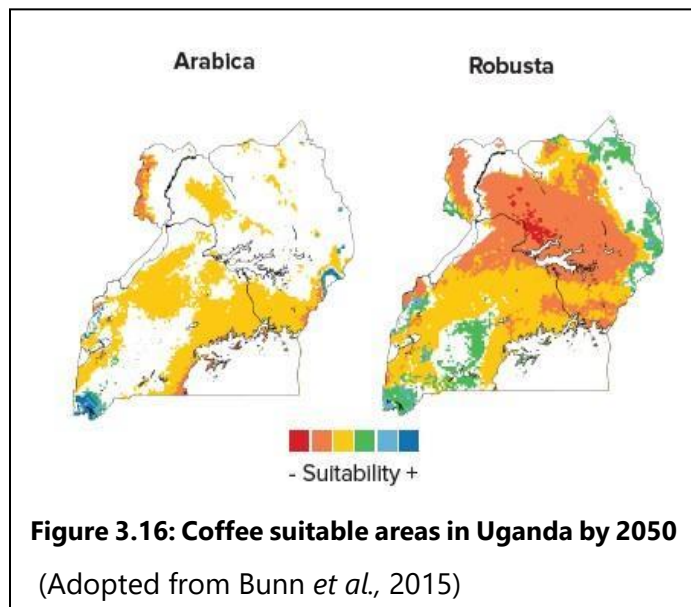 Arabica
Robusta
- Suitability +
Figure 3.16: Coffee suitable areas in Uganda by 2050
(Adopted from Bunn et al., 2015)